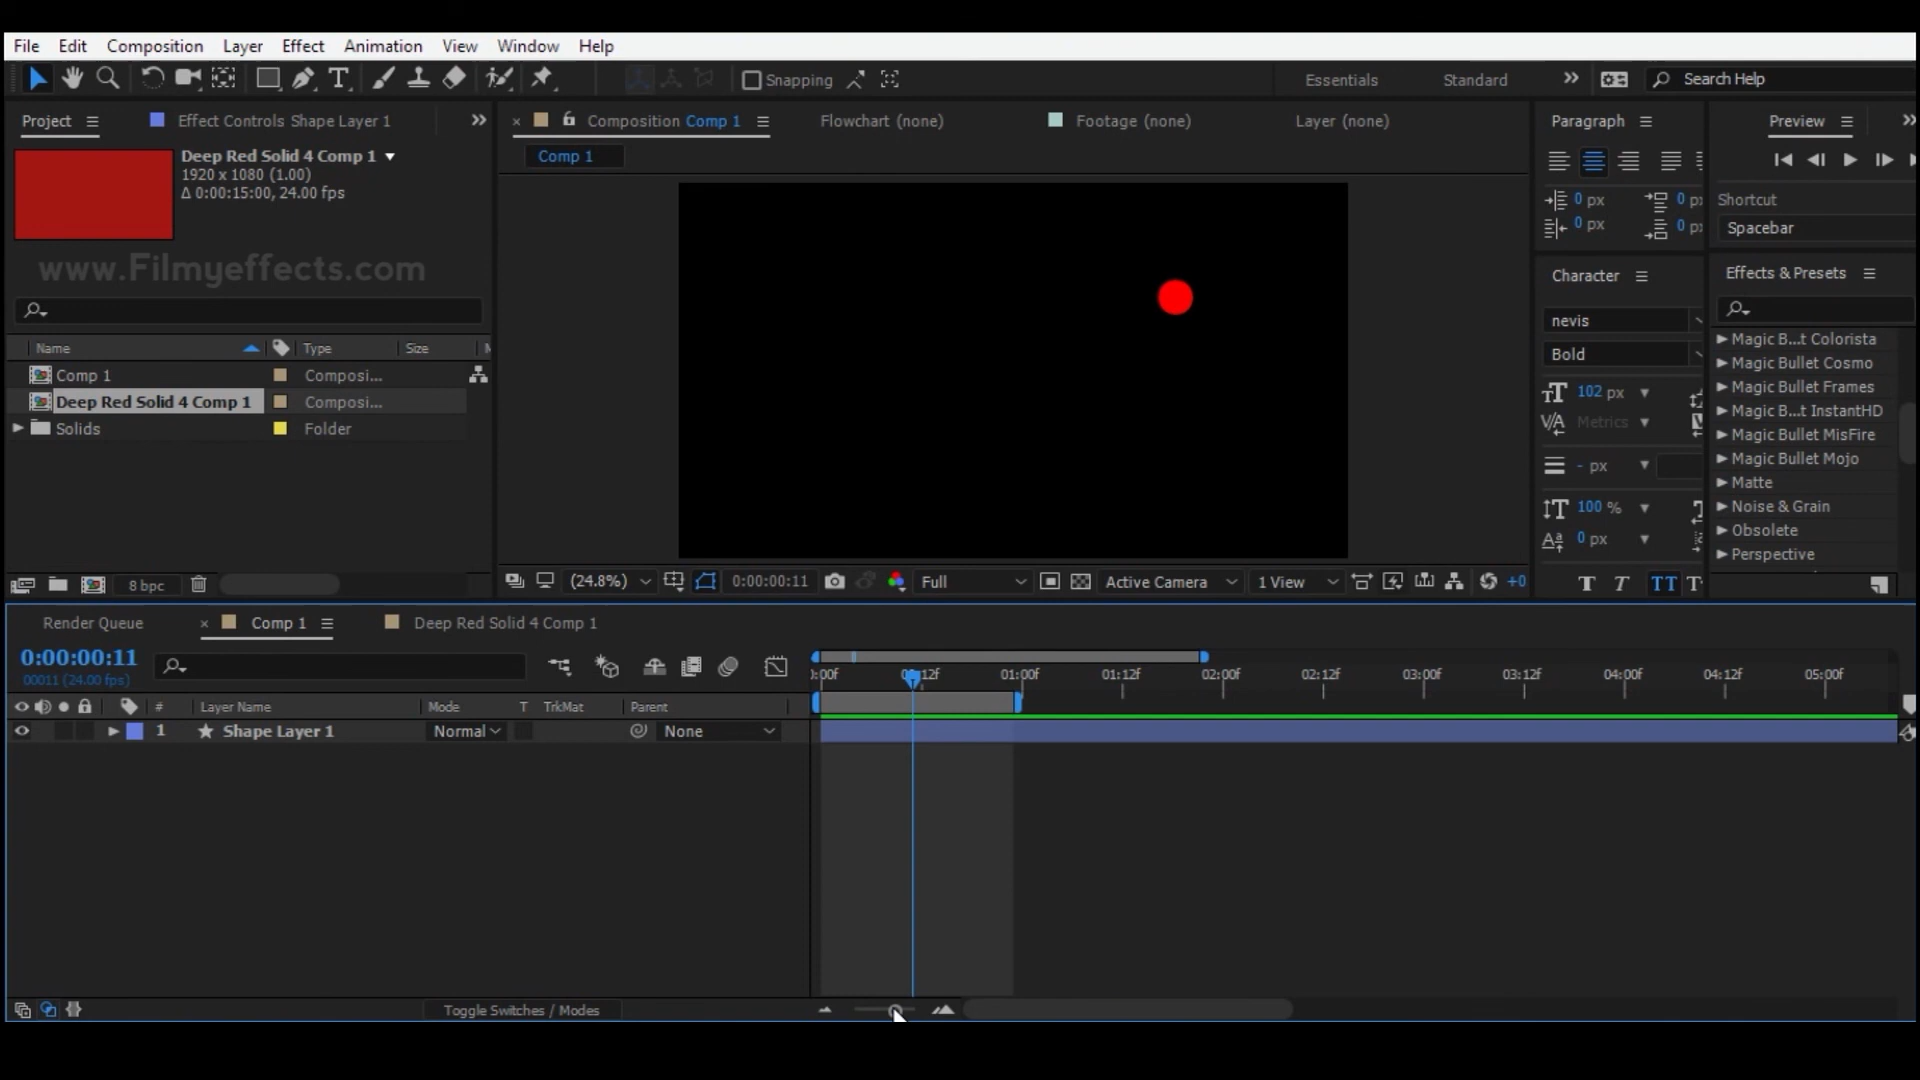 File Edit Composition Layer Effect Animation View Window Help
Snapping Essentials Standard Search Help
Project Effect Controls Shape Layer 1 Composition Comp 1 Flowchart (none) Footage (none) Layer (none) Paragraph Preview
Comp 1
Deep Red Solid 4 Comp 1
1920 x 1080 (1.00)
Δ 0:00:15:00, 24.00 fps
www.Filmyeffects.com
Name Type Size
Comp 1 Composi...
Deep Red Solid 4 Comp 1 Composi...
Solids Folder
8 bpc
(24.8%) 0:00:00:11 Full Active Camera 1 View +0
0 px 0 px
0 px 0 px
Character
nevis
Bold
102 px
Metrics
- px
100 %
0 px
T T TT T
Shortcut
Spacebar
Effects & Presets
Magic B...t Colorista
Magic Bullet Cosmo
Magic Bullet Frames
Magic B...t InstantHD
Magic Bullet MisFire
Magic Bullet Mojo
Matte
Noise & Grain
Obsolete
Perspective
Render Queue Comp 1 Deep Red Solid 4 Comp 1
0:00:00:11
00011 (24.00 fps)
:00f 12f 01:00f 01:12f 02:00f 02:12f 03:00f 03:12f 04:00f 04:12f 05:00f
# Layer Name Mode T TrkMat Parent
1 Shape Layer 1 Normal None
Toggle Switches / Modes